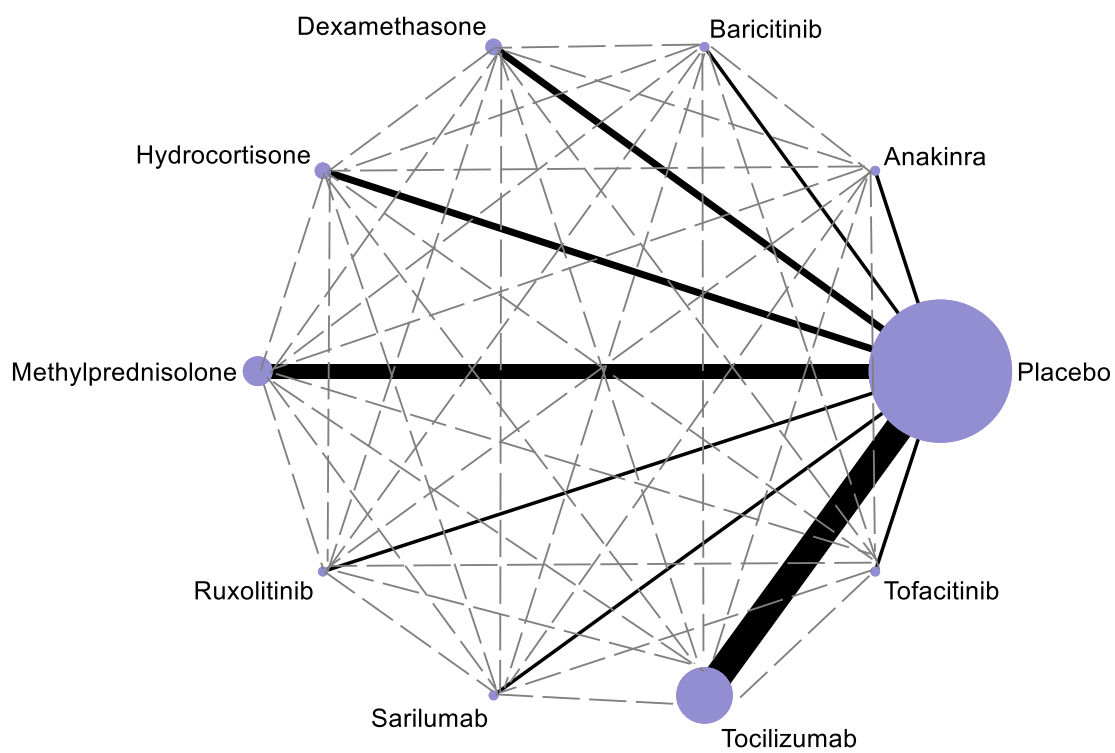 Dexamethasone
Baricitinib
Hydrocortisone
Anakinra
Methylprednisolone
Placebo
Ruxolitinib
Tofacitinib
Sarilumab
Tocilizumab